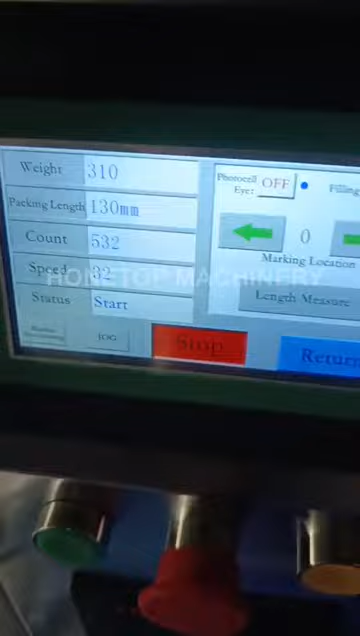 Weight 310
Packing Length 130mm
Count 532
Speed 32
Status Start
JOG
Stop
Return
Photocell Eye: OFF
Filling
0
Marking Location
Length Measure
HONETOP MACHINERY